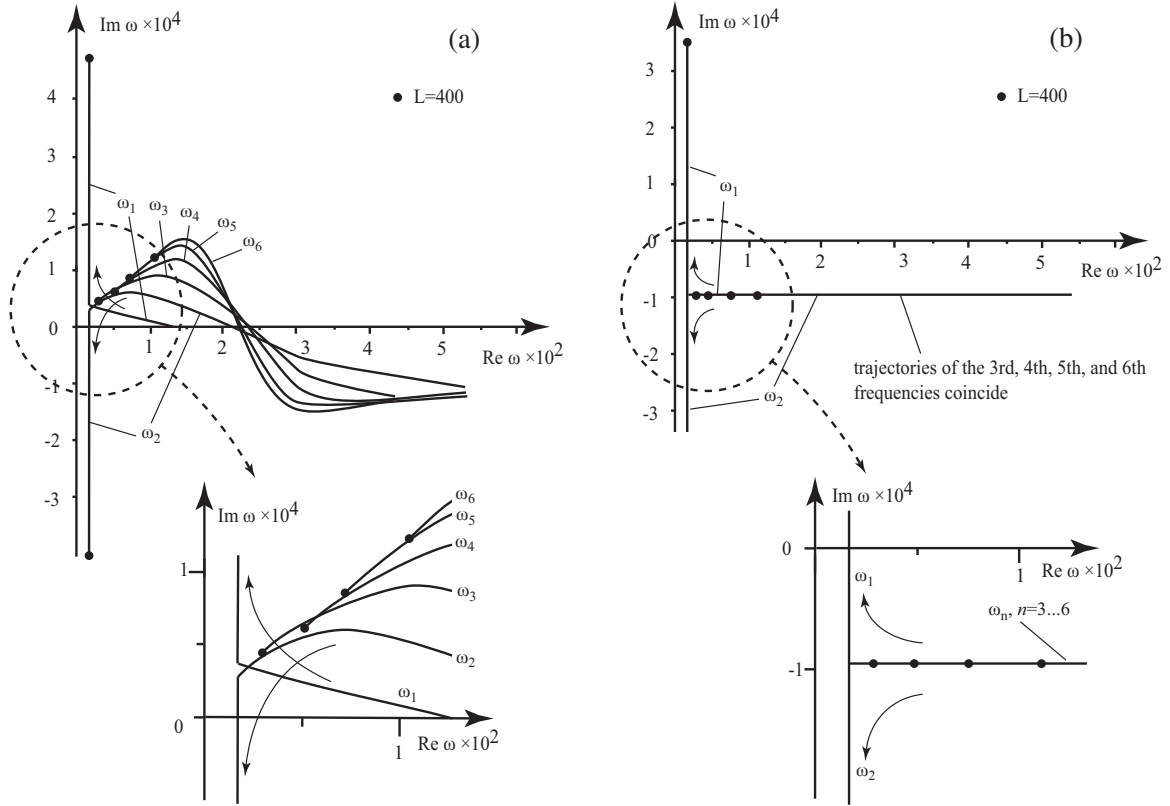 Im ω ×10⁴
(a)
4
3
2
1
0
-1
-2
-3
L=400
ω₁
ω₃
ω₄
ω₅
ω₆
ω₂
1
2
3
4
5
Re ω ×10²
Im ω ×10⁴
1
0
ω₆
ω₅
ω₄
ω₃
ω₂
ω₁
1
Re ω ×10²
Im ω ×10⁴
(b)
3
2
1
0
-1
-2
-3
L=400
ω₁
1
2
3
4
5
Re ω ×10²
ω₂
trajectories of the 3rd, 4th, 5th, and 6th
frequencies coincide
Im ω ×10⁴
0
-1
1
Re ω ×10²
ω₁
ωₙ, n=3...6
ω₂